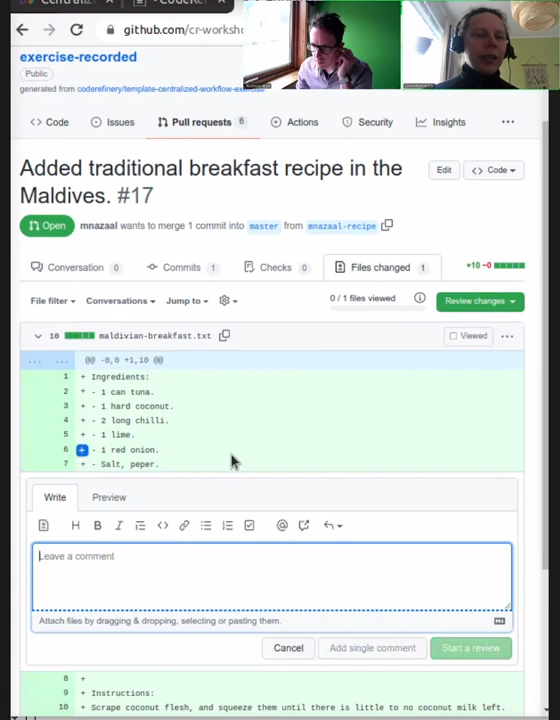 github.com/cr-worksho
exercise-recorded
Public
generated from coderefinery/template-centralized-workflow-exercise
Code
Issues
Pull requests 6
Actions
Security
Insights
Added traditional breakfast recipe in the
Maldives. #17
Edit
Code
Open
mnazaal wants to merge 1 commit into master from mnazaal-recipe
Conversation 0
Commits 1
Checks 0
Files changed 1
+10 −0
File filter
Conversations
Jump to
0 / 1 files viewed
Review changes
10 maldivian-breakfast.txt
Viewed
... ... @@ -0,0 +1,10 @@
1 + Ingredients:
2 + - 1 can tuna.
3 + - 1 hard coconut.
4 + - 2 long chilli.
5 + - 1 lime.
6 + - 1 red onion.
7 + - Salt, peper.
Write
Preview
H B I
Leave a comment
Attach files by dragging & dropping, selecting or pasting them.
Cancel
Add single comment
Start a review
8 +
9 + Instructions:
10 + Scrape coconut flesh, and squeeze them until there is little to no coconut milk left.